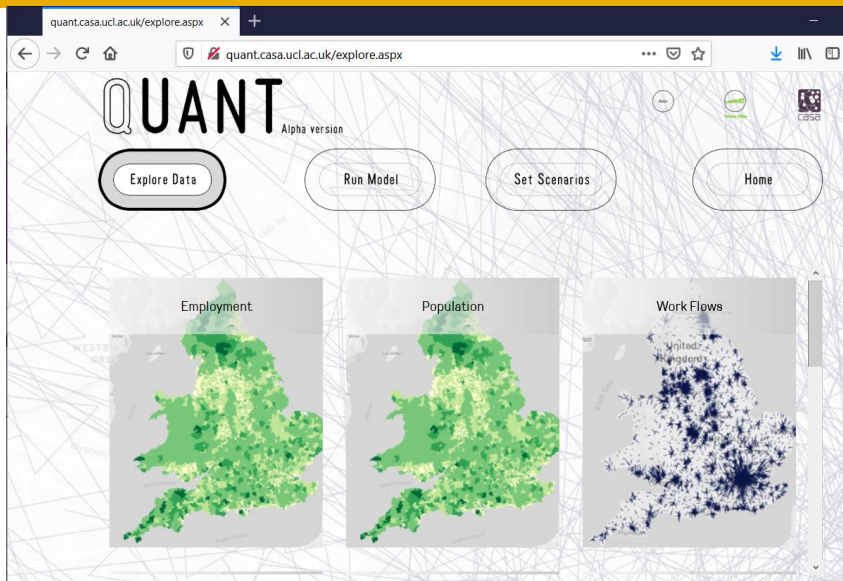 quant.casa.ucl.ac.uk/explore.aspx
quant.casa.ucl.ac.uk/explore.aspx
QUANT
Alpha version
casa
Explore Data
Run Model
Set Scenarios
Home
Employment
Population
Work Flows
United
Kingdom